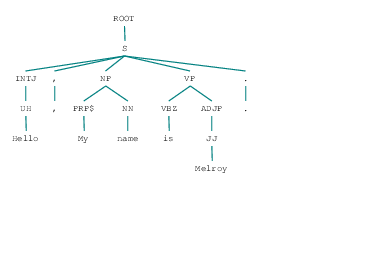 ROOT
S
INTJ , NP VP .
UH , PRP$ NN VBZ ADJP .
Hello My name is JJ
Melroy